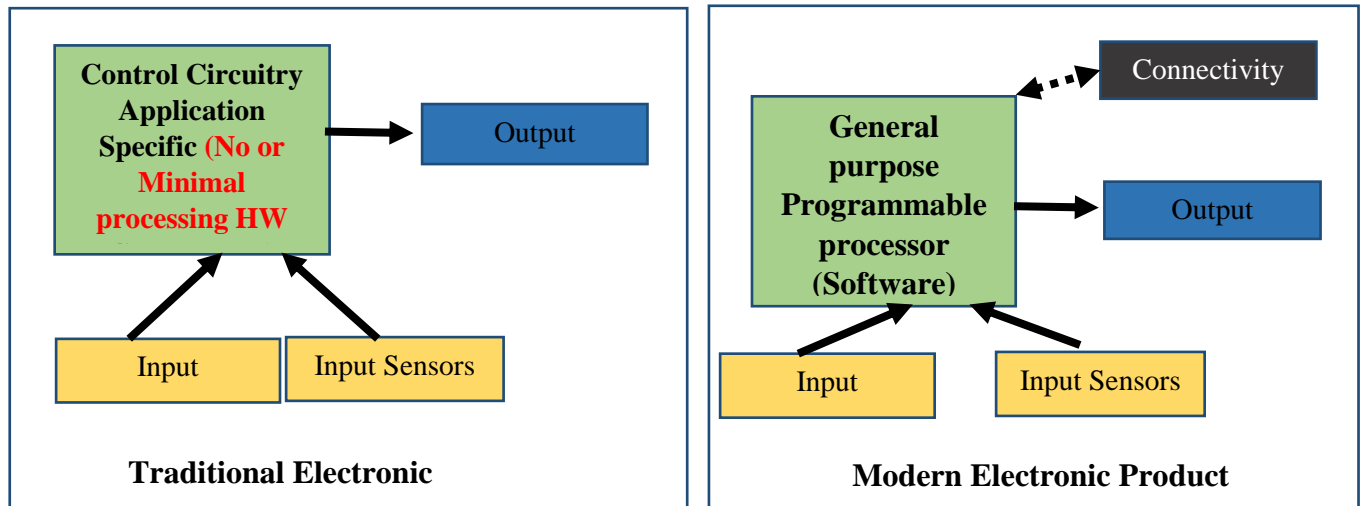 Control Circuitry
Application
Specific (No or
Minimal
processing HW
Output
Input
Input Sensors
Traditional Electronic
Connectivity
General
purpose
Programmable
processor
(Software)
Output
Input
Input Sensors
Modern Electronic Product